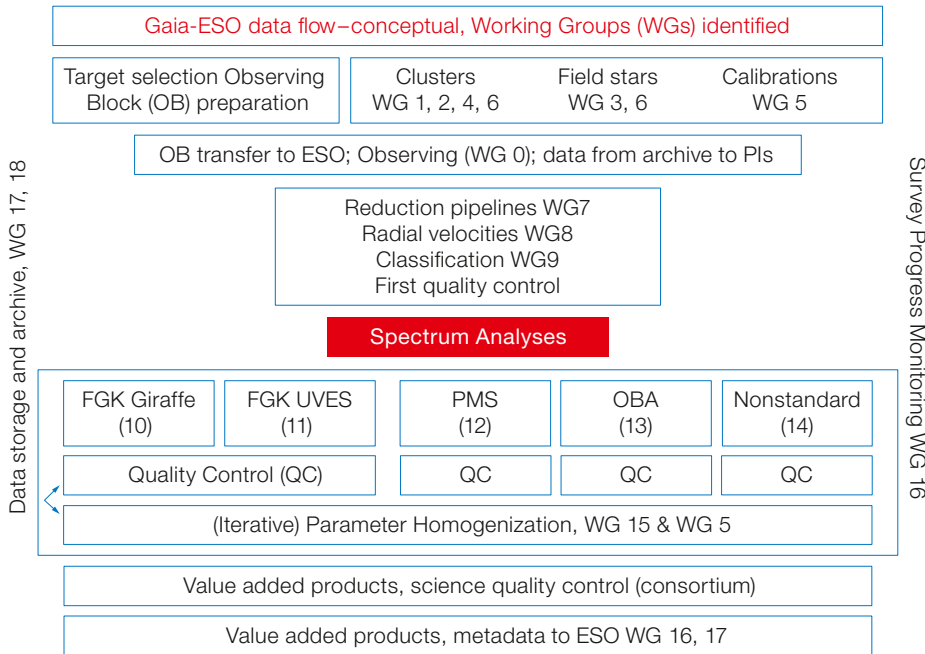 Gaia-ESO data flow–conceptual, Working Groups (WGs) identified
Target selection Observing
Block (OB) preparation
Clusters
WG 1, 2, 4, 6
Field stars
WG 3, 6
Calibrations
WG 5
OB transfer to ESO; Observing (WG 0); data from archive to PIs
Data storage and archive, WG 17, 18
Survey Progress Monitoring WG 16
Reduction pipelines WG7
Radial velocities WG8
Classification WG9
First quality control
Spectrum Analyses
FGK Giraffe
(10)
FGK UVES
(11)
PMS
(12)
OBA
(13)
Nonstandard
(14)
Quality Control (QC)
QC
QC
QC
(Iterative) Parameter Homogenization, WG 15 & WG 5
Value added products, science quality control (consortium)
Value added products, metadata to ESO WG 16, 17